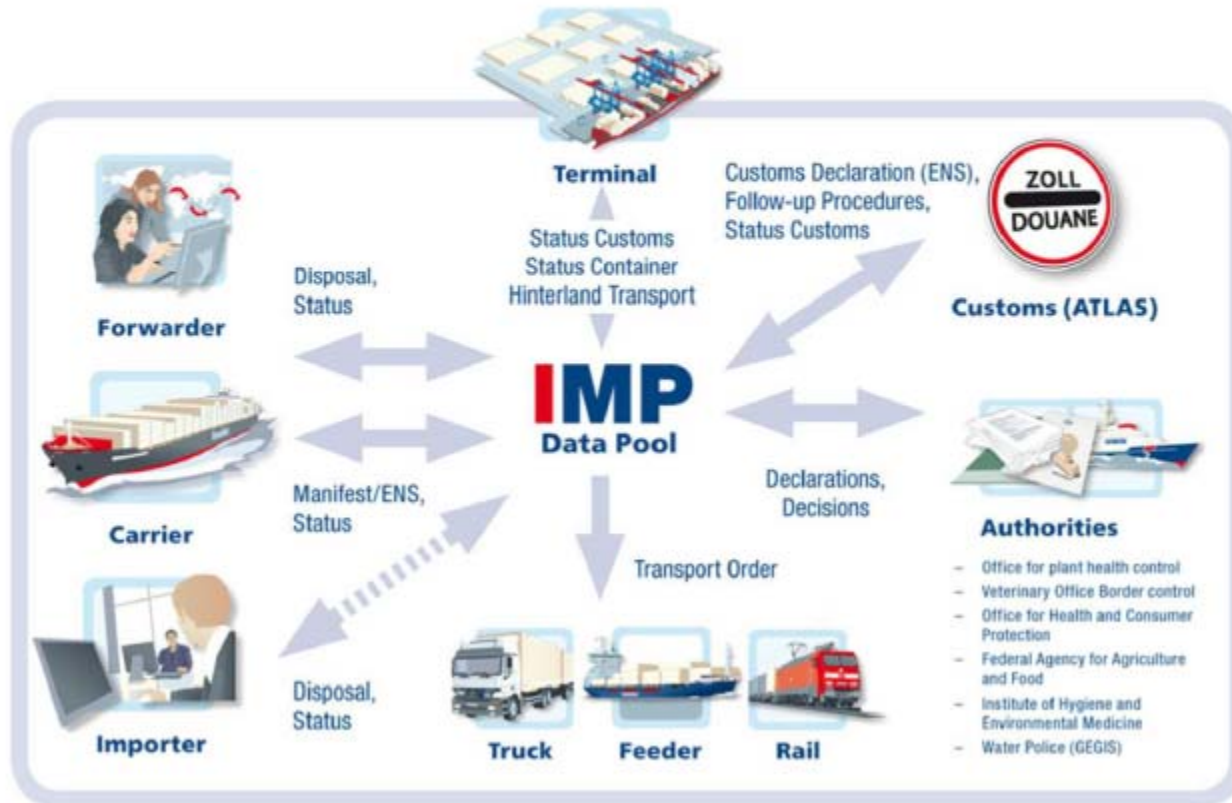 Terminal
Status Customs
Status Container
Hinterland Transport
Customs Declaration (ENS),
Follow-up Procedures,
Status Customs
ZOLL
DOUANE
Customs (ATLAS)
Forwarder
Disposal,
Status
IMP
Data Pool
Carrier
Manifest/ENS,
Status
Declarations,
Decisions
Authorities
– Office for plant health control
– Veterinary Office Border control
– Office for Health and Consumer
Protection
– Federal Agency for Agriculture
and Food
– Institute of Hygiene and
Environmental Medicine
– Water Police (GEGIS)
Importer
Disposal,
Status
Transport Order
Truck
Feeder
Rail